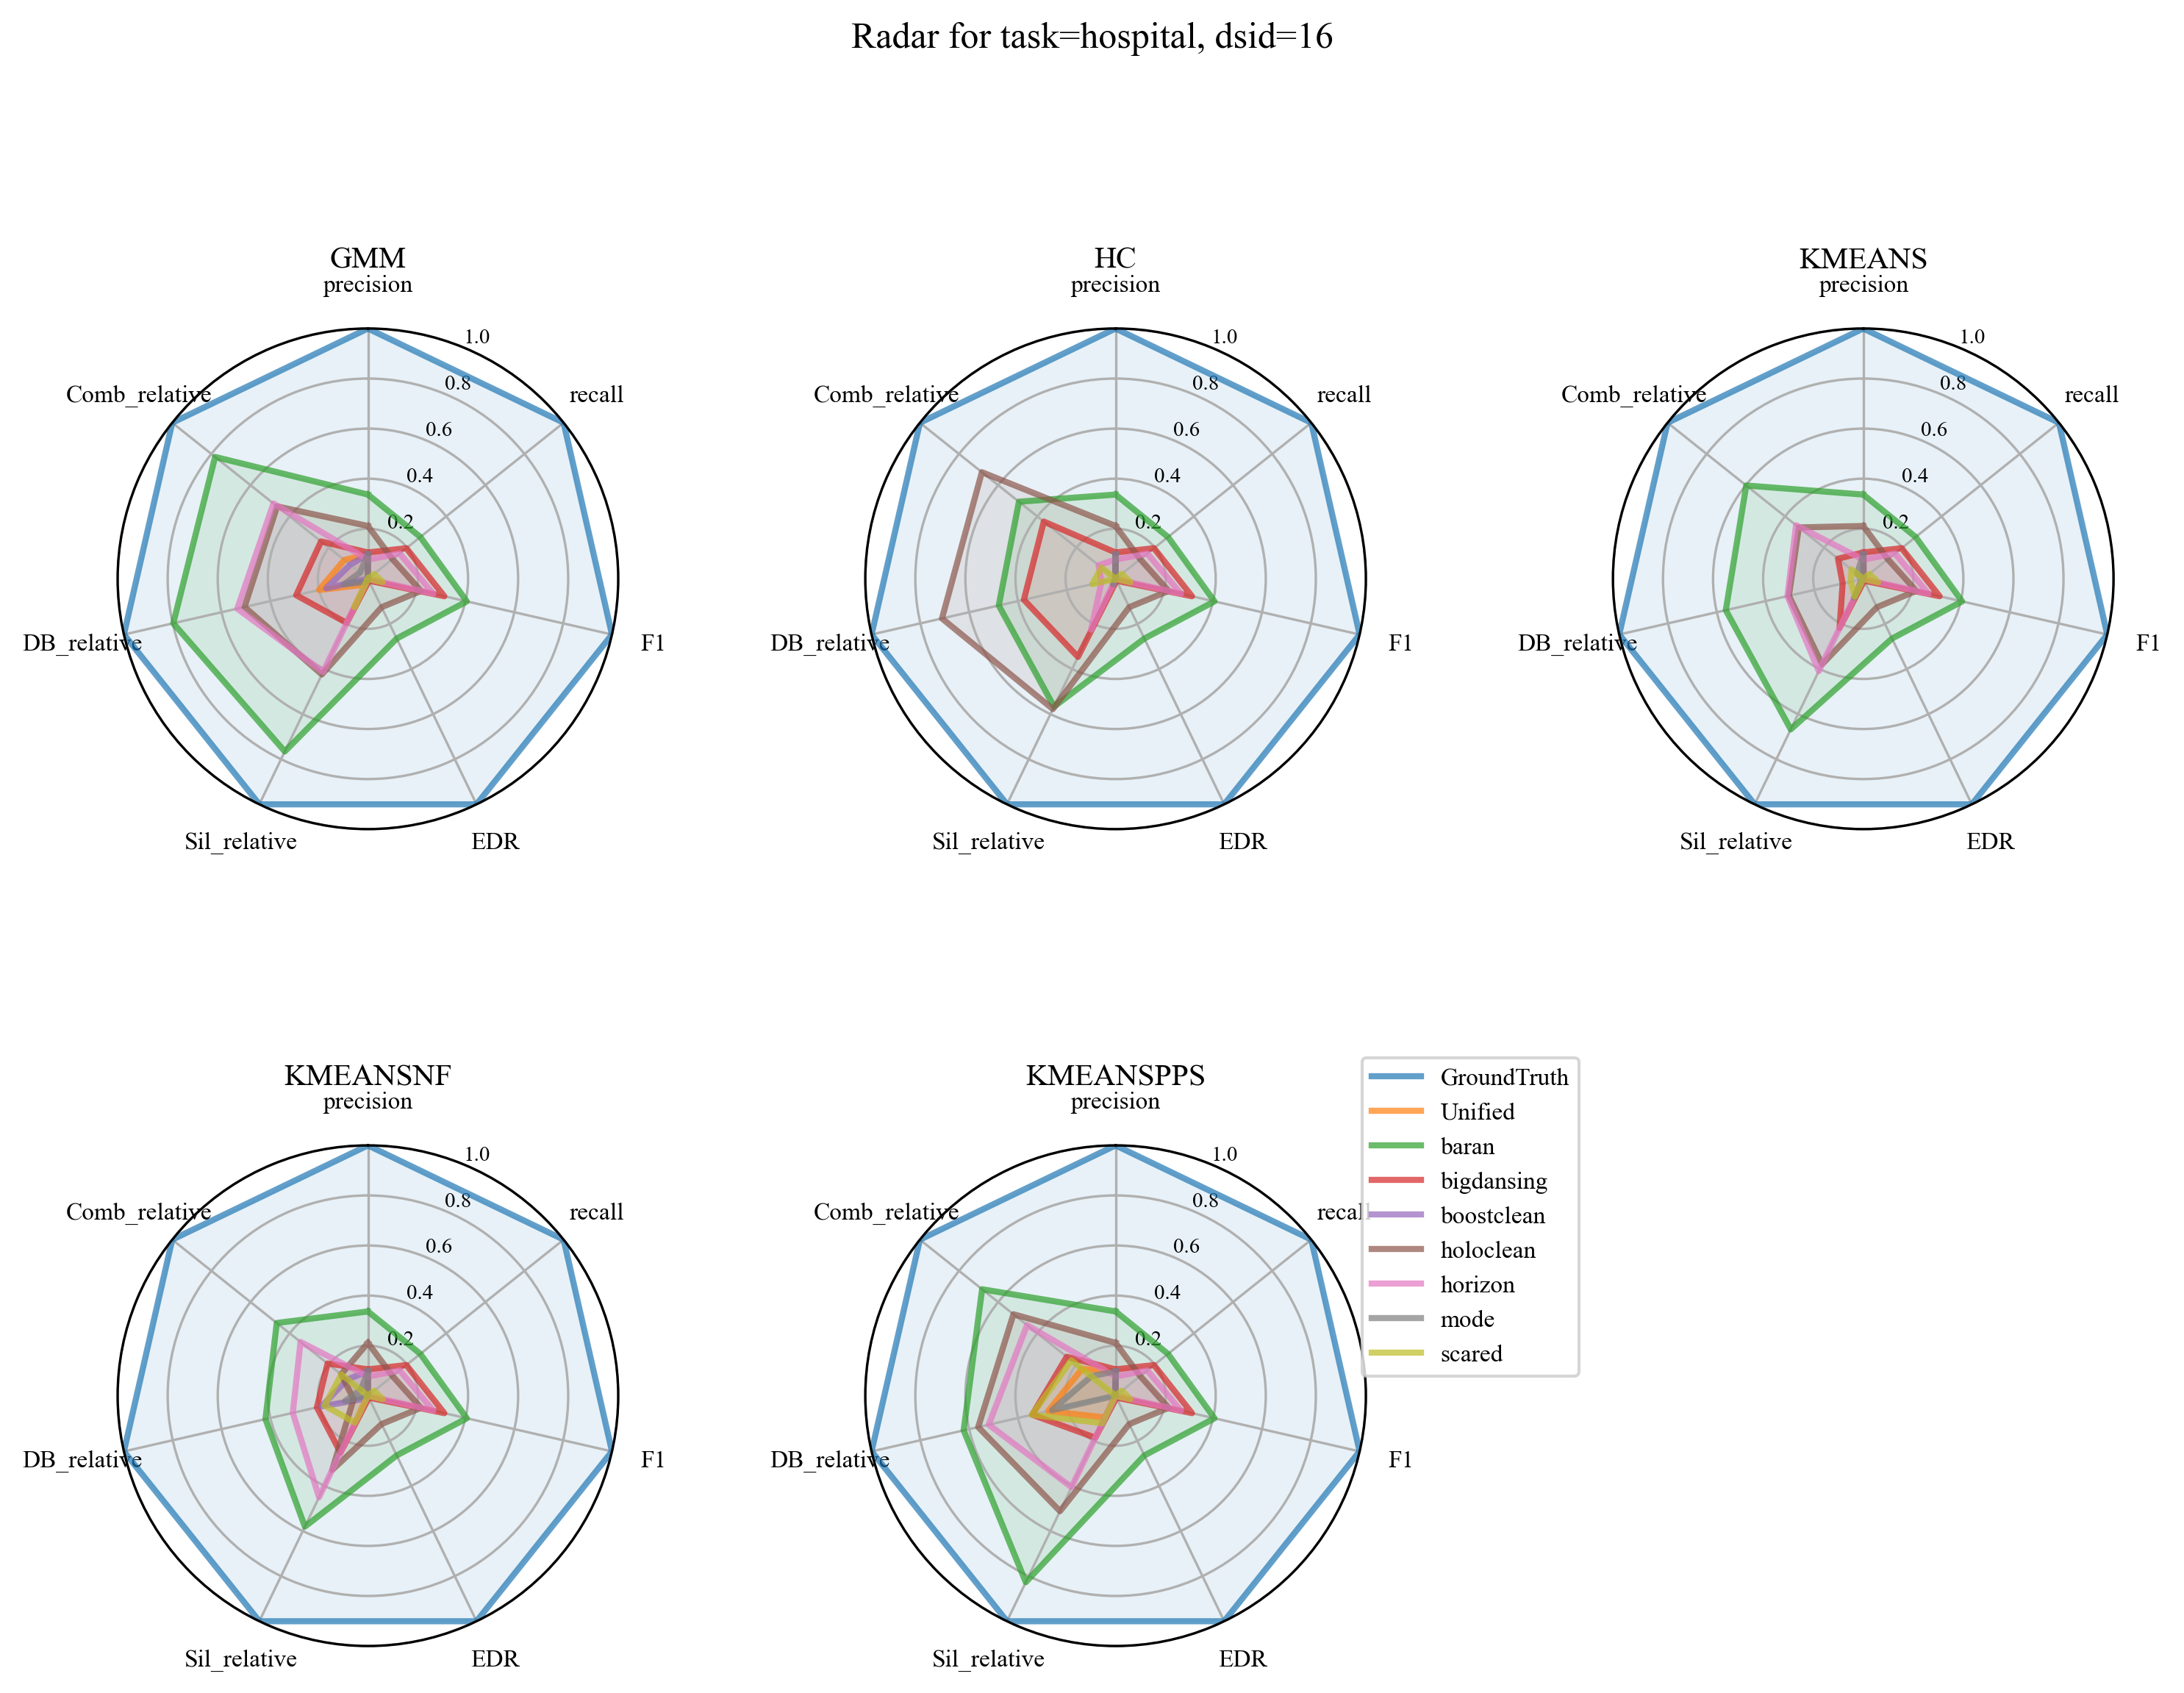 Radar for task=hospital, dsid=16
GMM
precision
1.0
0.8
0.6
0.4
0.2
recall
Comb_relative
DB_relative
F1
Sil_relative
EDR
HC
precision
1.0
0.8
0.6
0.4
0.2
recall
Comb_relative
DB_relative
F1
Sil_relative
EDR
KMEANS
precision
1.0
0.8
0.6
0.4
0.2
recall
Comb_relative
DB_relative
F1
Sil_relative
EDR
KMEANSNF
precision
1.0
0.8
0.6
0.4
0.2
recall
Comb_relative
DB_relative
F1
Sil_relative
EDR
KMEANSPPS
precision
1.0
0.8
0.6
0.4
0.2
recall
Comb_relative
DB_relative
F1
Sil_relative
EDR
GroundTruth
Unified
baran
bigdansing
boostclean
holoclean
horizon
mode
scared